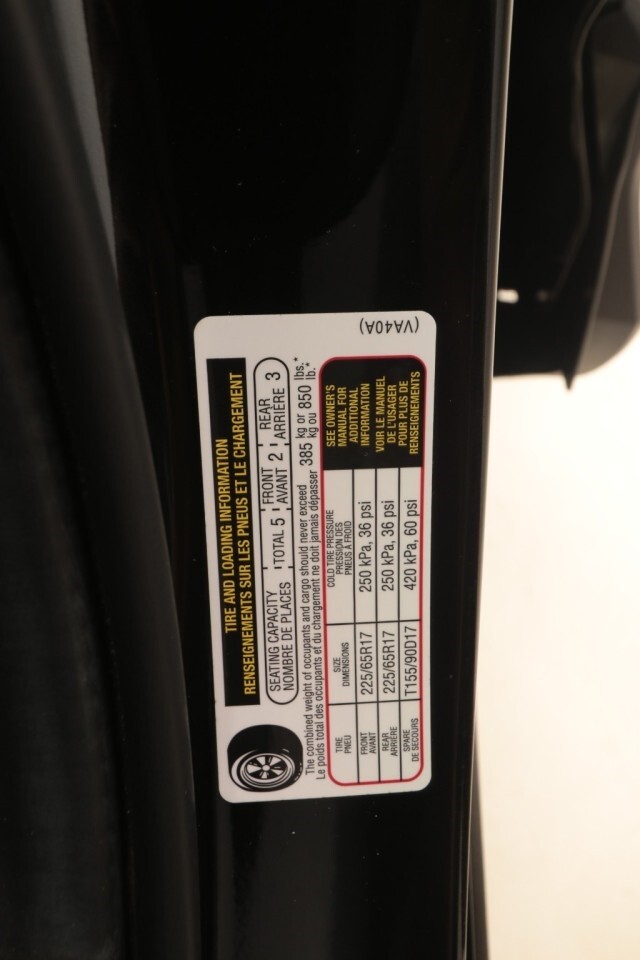 TIRE AND LOADING INFORMATION
RENSEIGNEMENTS SUR LES PNEUS ET LE CHARGEMENT
SEATING CAPACITY
NOMBRE DE PLACES
TOTAL 5
FRONT
AVANT 2
REAR
ARRIÈRE 3
The combined weight of occupants and cargo should never exceed 385 kg or 850 lbs.*
Le poids total des occupants et du chargement ne doit jamais dépasser kg ou lb.*
TIRE
PNEU
SIZE
DIMENSIONS
COLD TIRE PRESSURE
PRESSION DES
PNEUS À FROID
SEE OWNER'S
MANUAL FOR
ADDITIONAL
INFORMATION
VOIR LE MANUEL
DE L'USAGER
POUR PLUS DE
RENSEIGNEMENTS
FRONT
AVANT
225/65R17
250 kPa, 36 psi
REAR
ARRIÈRE
225/65R17
250 kPa, 36 psi
SPARE
DE SECOURS
T155/90D17
420 kPa, 60 psi
(VA40A)